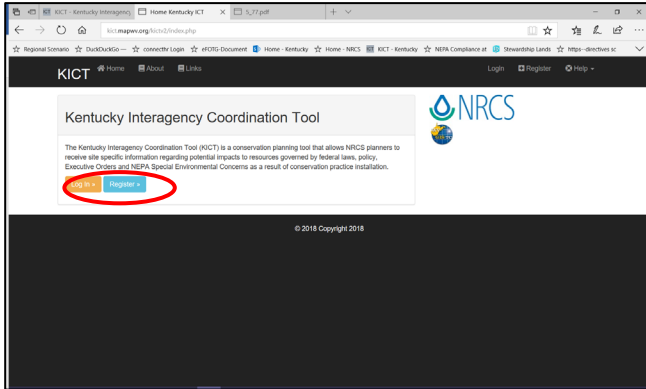 KICT - Kentucky Interagency
Home Kentucky ICT
5_77.pdf
kict.mapwv.org/kictv2/index.php
Regional Scenario
DuckDuckGo —
connecthr Login
eFOTG-Document
Home - Kentucky
Home - NRCS
KICT - Kentucky
NEPA Compliance at
Stewardship Lands
https--directives sc
KICT
Home
About
Links
Login
Register
Help
Kentucky Interagency Coordination Tool
NRCS
The Kentucky Interagency Coordination Tool (KICT) is a conservation planning tool that allows NRCS planners to
receive site specific information regarding potential impacts to resources governed by federal laws, policy,
Executive Orders and NEPA Special Environmental Concerns as a result of conservation practice installation.
Log in »
Register »
© 2018 Copyright 2018